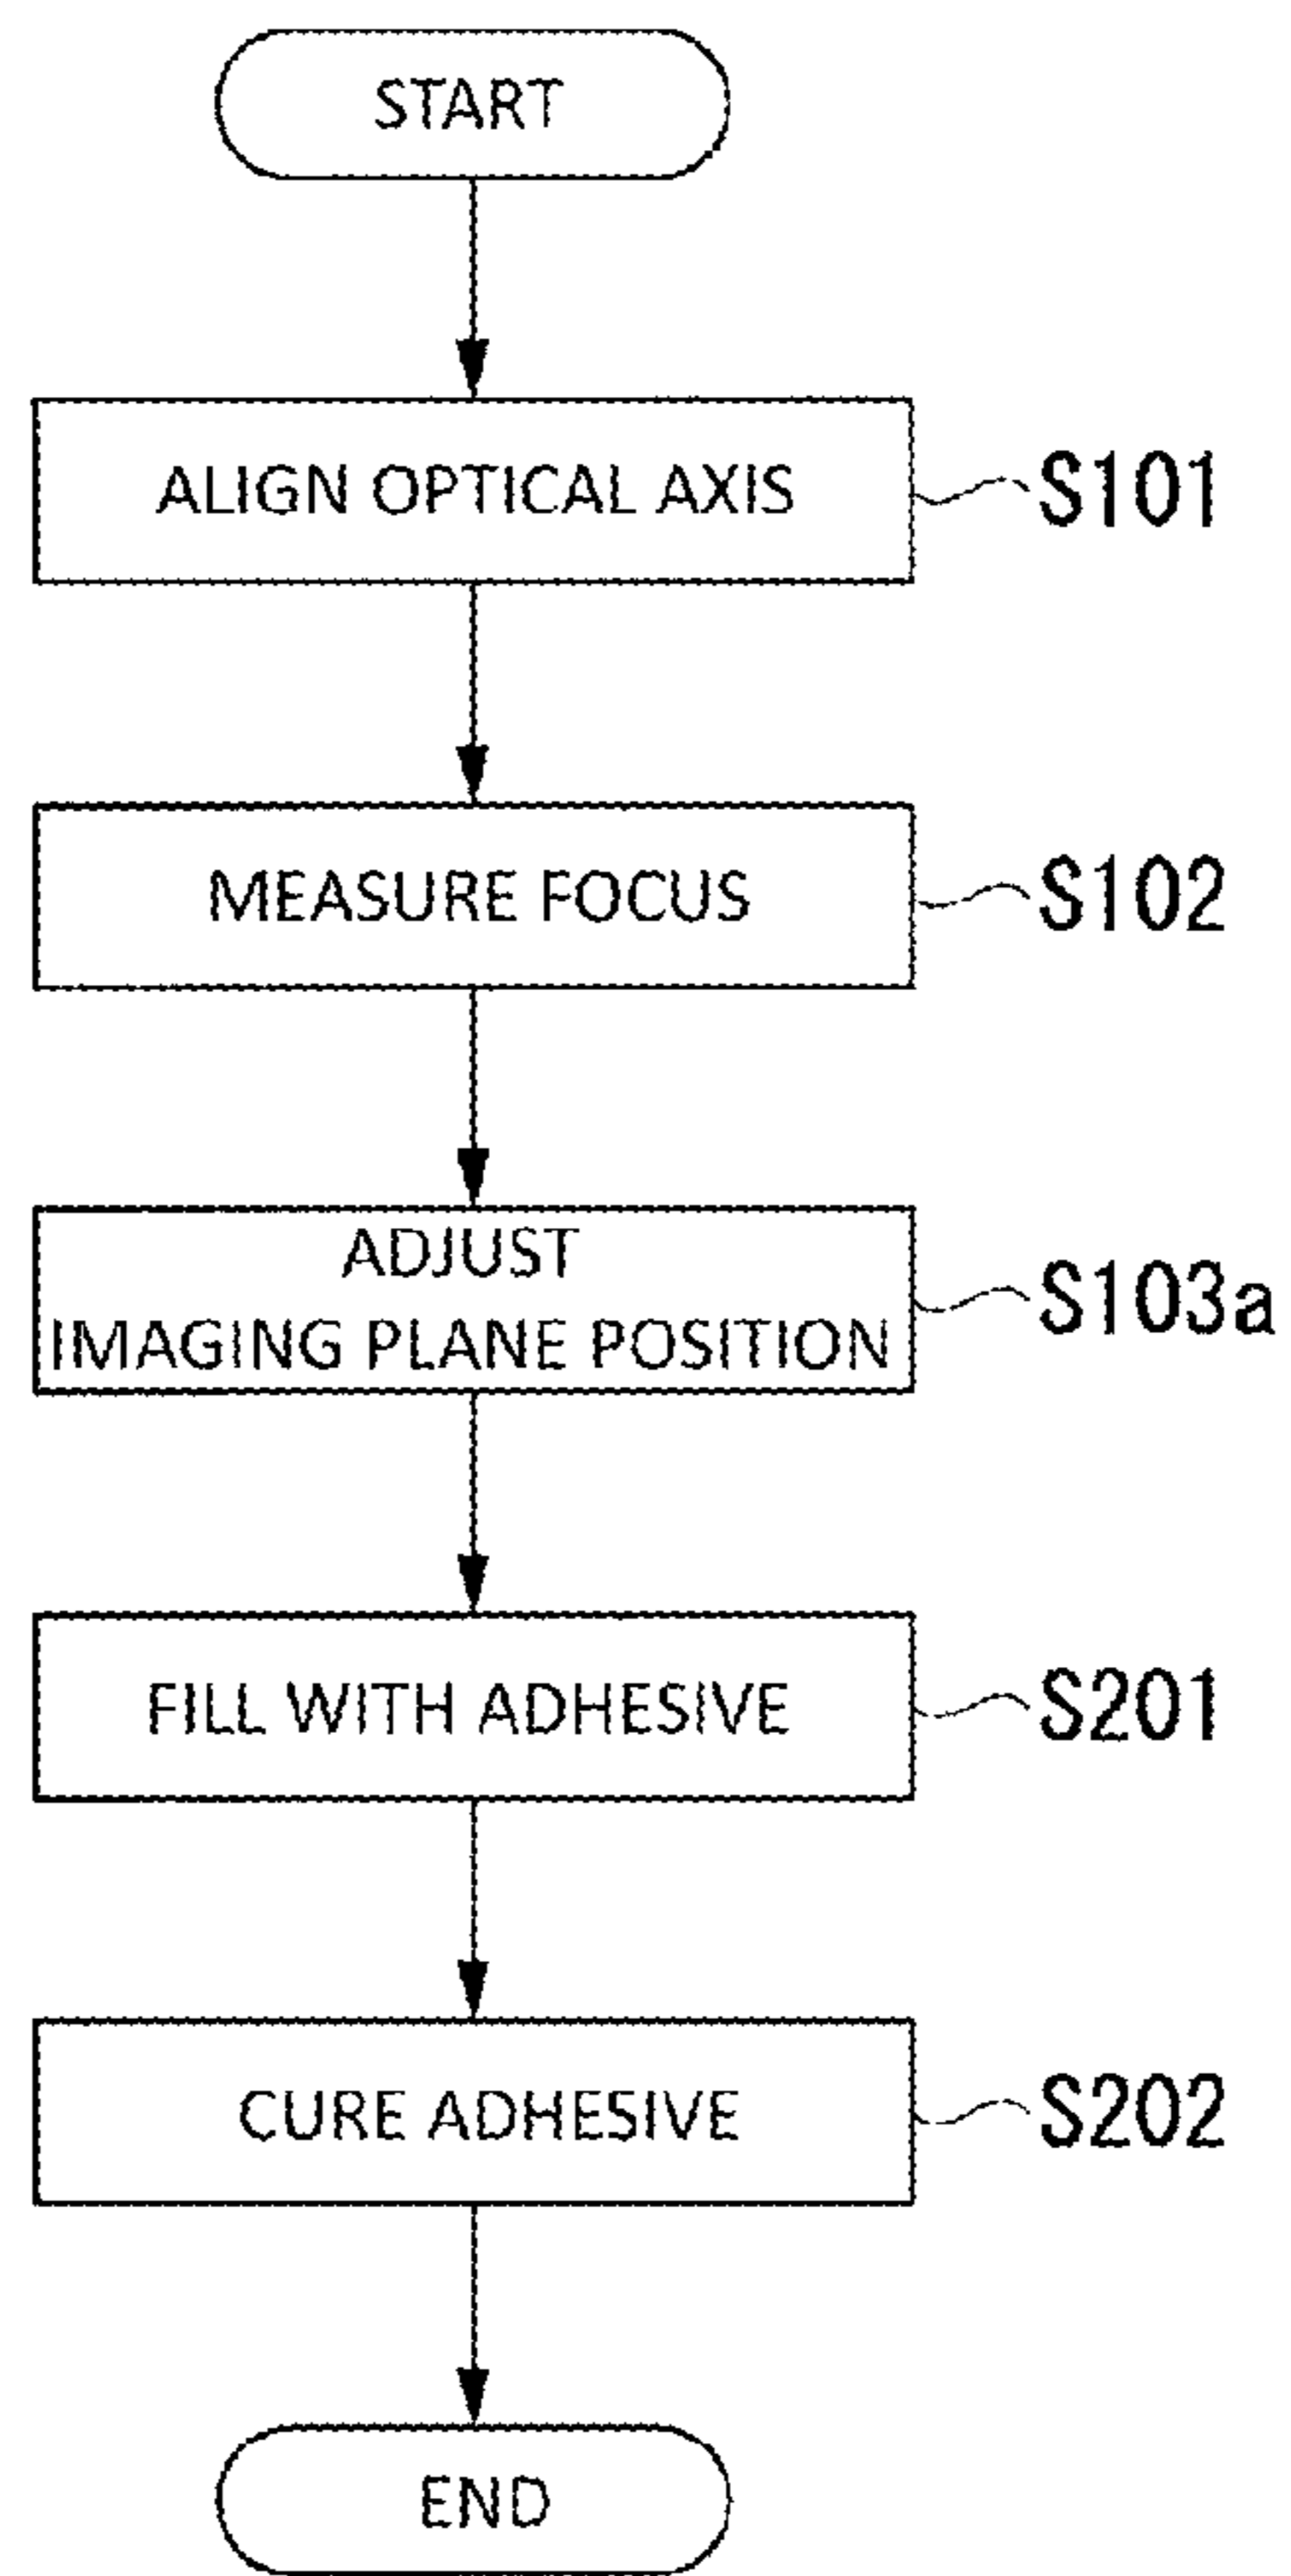 START
ALIGN OPTICAL AXIS
S101
MEASURE FOCUS
S102
ADJUST
IMAGING PLANE POSITION
S103a
FILL WITH ADHESIVE
S201
CURE ADHESIVE
S202
END